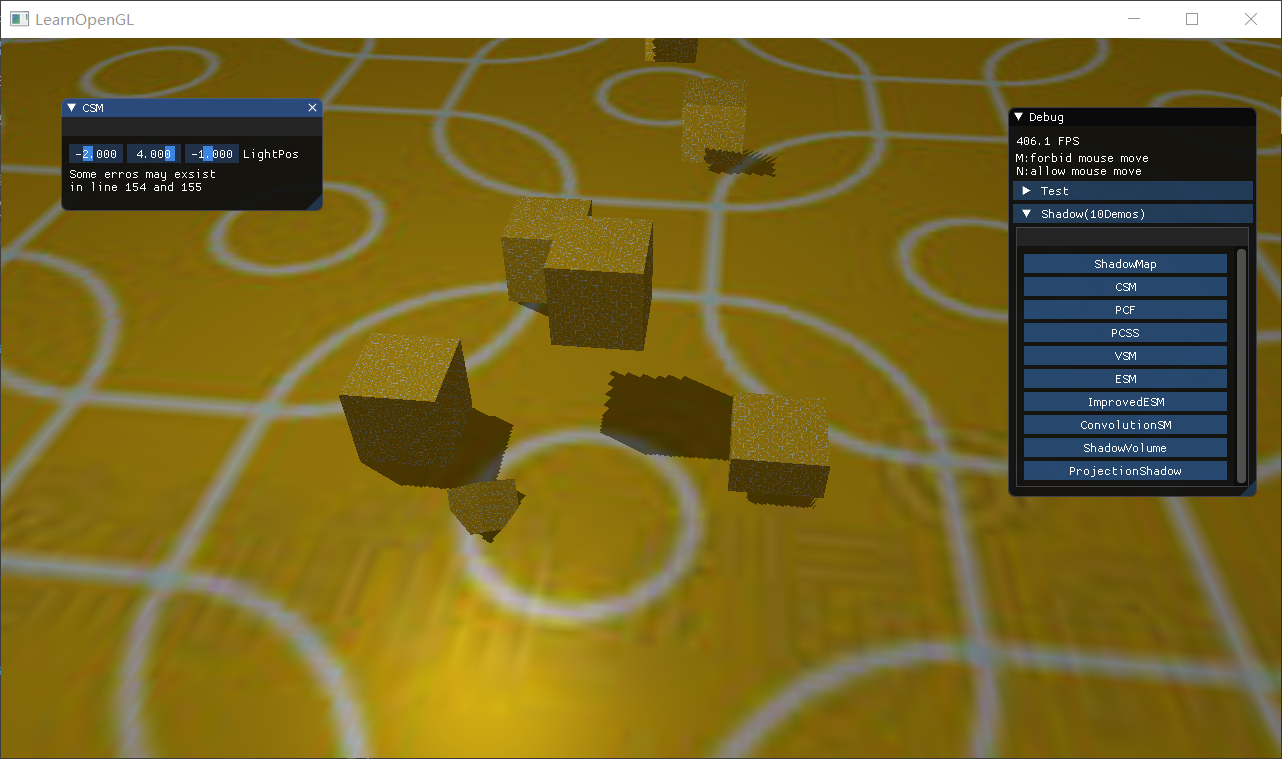 LearnOpenGL
CSM
-2.000 4.000 -1.000 LightPos
Some erros may exsist
in line 154 and 155
Debug
406.1 FPS
M:forbid mouse move
N:allow mouse move
Test
Shadow(10Demos)
ShadowMap
CSM
PCF
PCSS
VSM
ESM
ImprovedESM
ConvolutionSM
ShadowVolume
ProjectionShadow